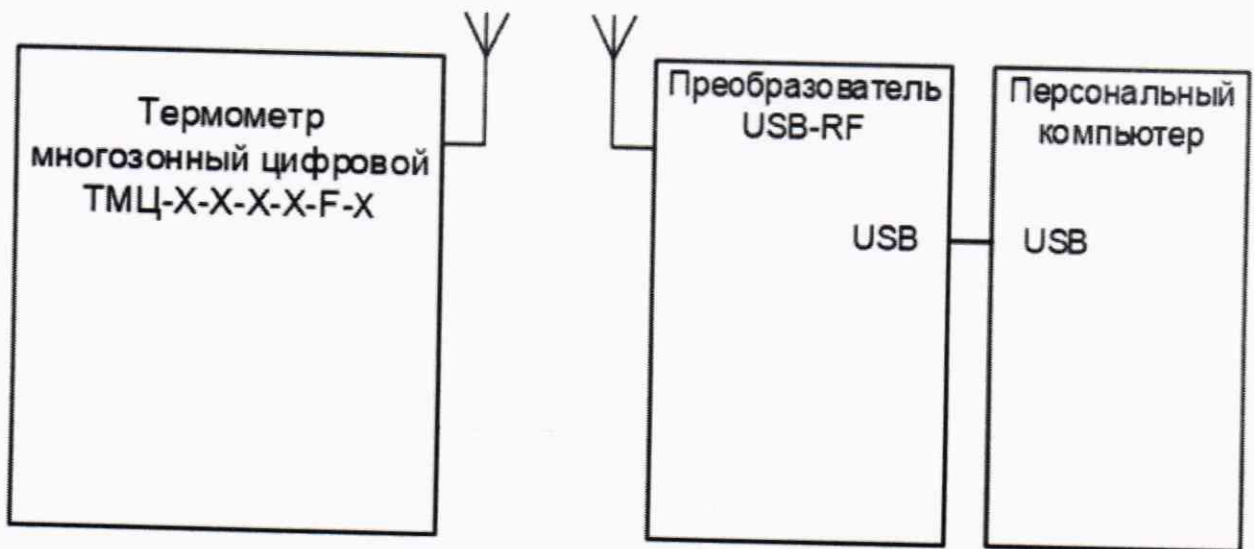 Термометр
многозонный цифровой
ТМЦ-Х-Х-Х-Х-F-X
Преобразователь
USB-RF
USB
Персональный
компьютер
USB